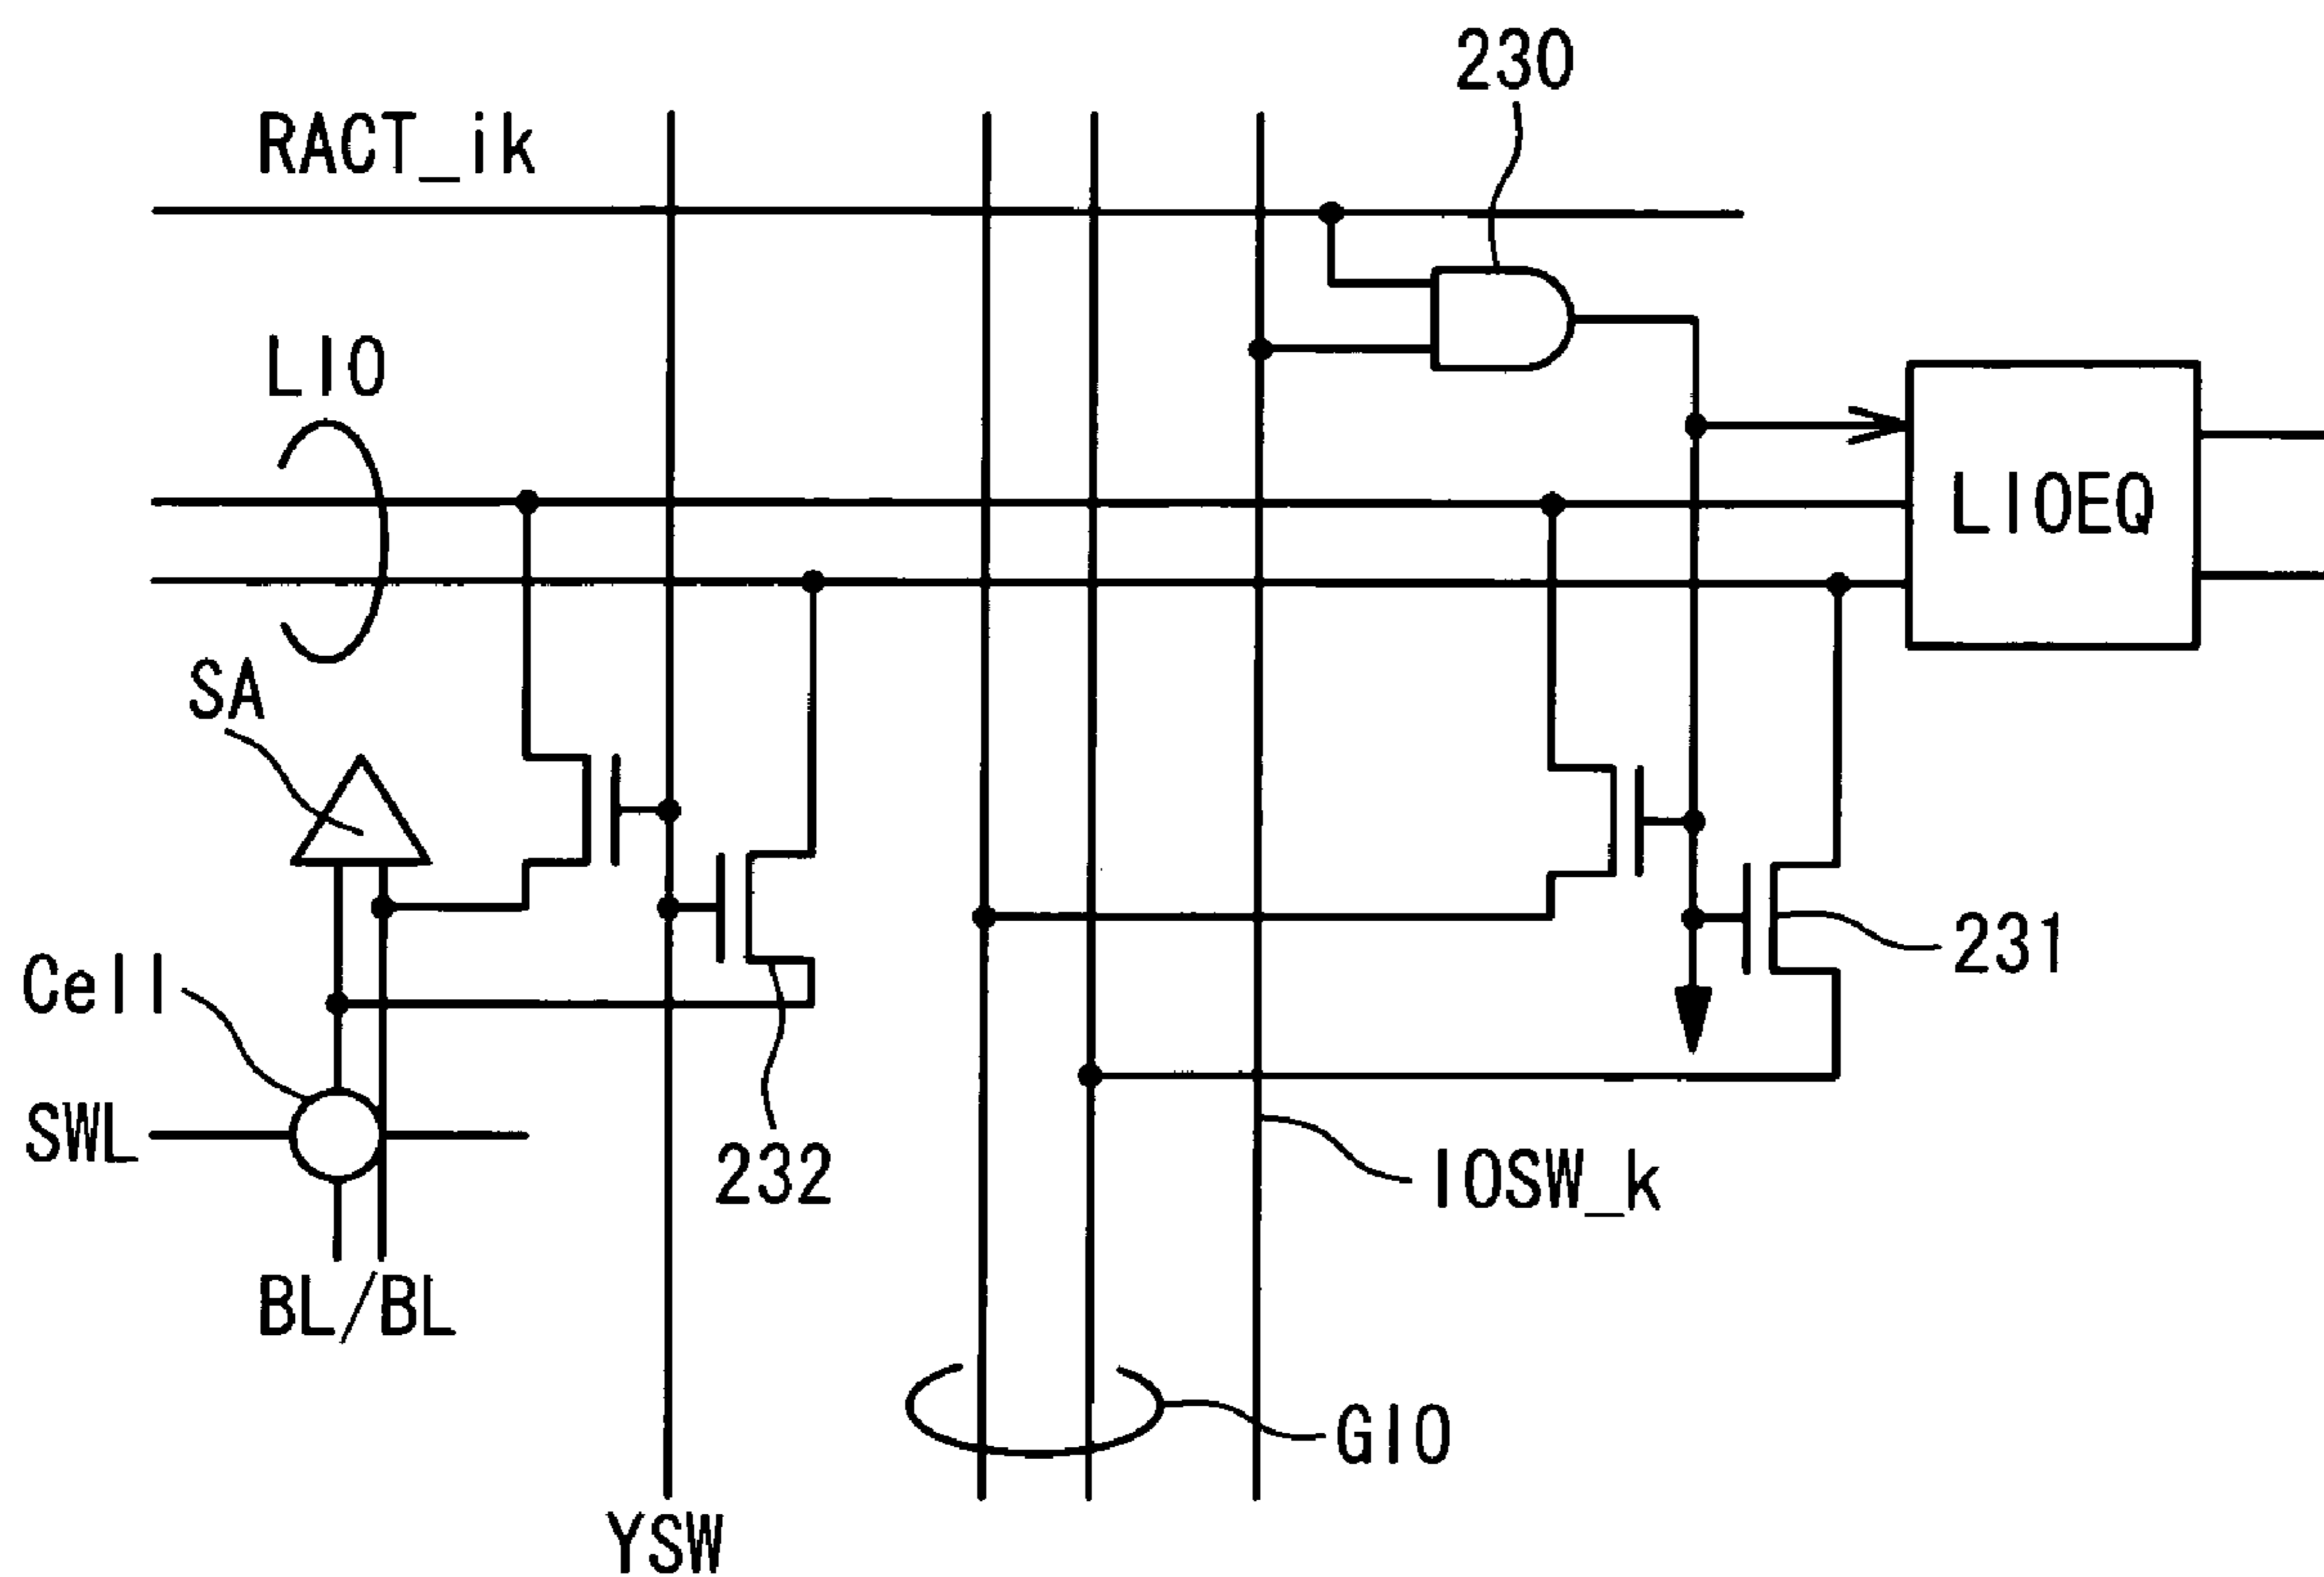 230
RACT_ik
LIO
LIOEQ
SA
231
Cell
SWL
232
IOSW_k
BL/BL
GIO
YSW